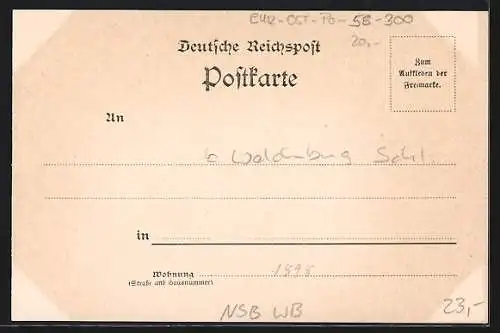 EUR-OST-PO-SB-300
20,-
Deutsche Reichspost
Postkarte
Zum
Aufkleben der
Freimarke.
An
b Waldenburg Schl.
in
Wohnung 1898
(Straße und Hausnummer)
NSB WB
23,-